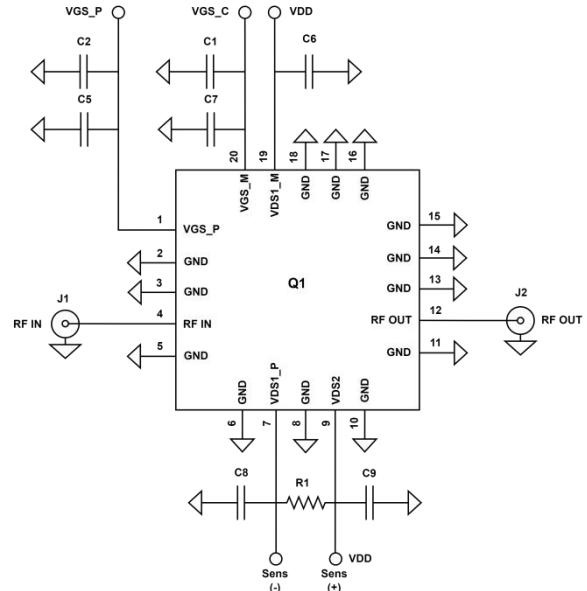 VGS_P
VGS_C
VDD
C2
C1
C6
C5
C7
20
19
18
17
16
VGS_M
VDS1_M
GND
GND
GND
1
VGS_P
2
GND
3
GND
J1
RF IN
4
RF IN
5
GND
Q1
GND
15
GND
14
GND
13
J2
RF OUT
12
RF OUT
GND
11
GND
VDS1_P
GND
VDS2
GND
6
7
8
9
10
C8
R1
C9
Sens
(-)
Sens
(+)
VDD